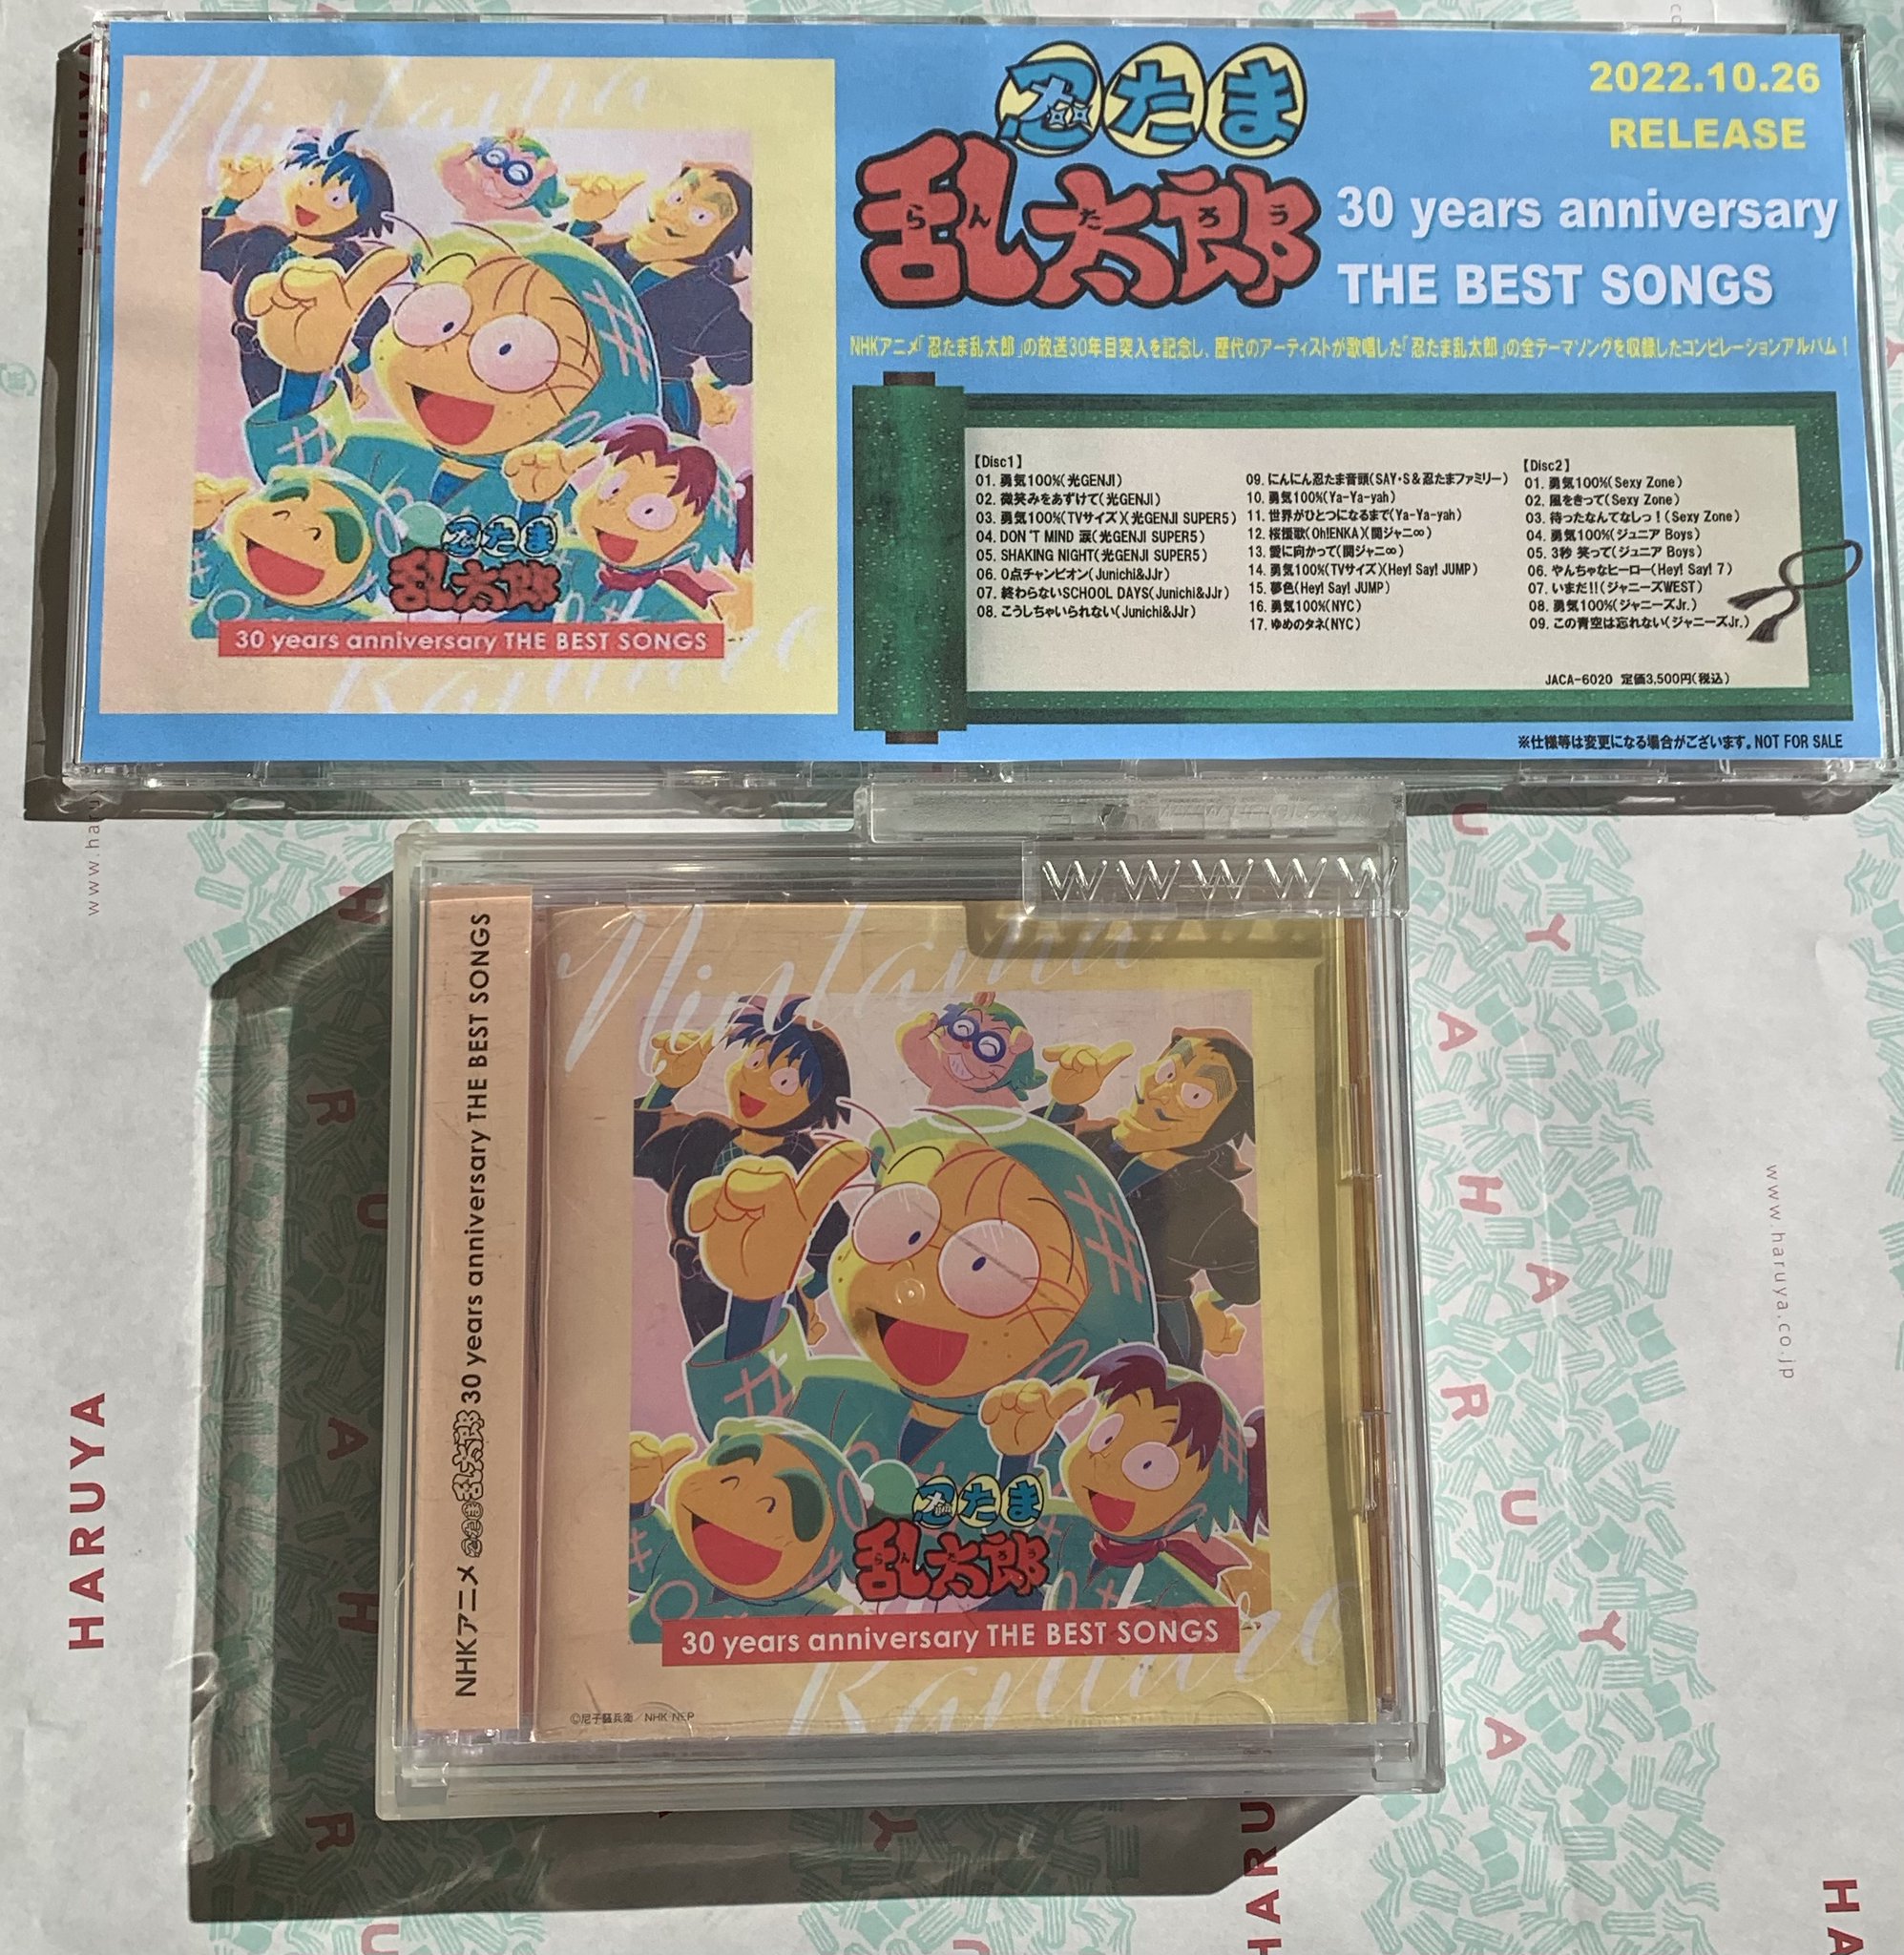 Nintama
忍たま
乱太郎
30 years anniversary THE BEST SONGS
Rantaro
忍たま
乱太郎
らんたろう
2022.10.26
RELEASE
30 years anniversary
THE BEST SONGS
NHKアニメ「忍たま乱太郎」の放送30年目突入を記念し、歴代のアーティストが歌唱した「忍たま乱太郎」の全テーマソングを収録したコンピレーションアルバム!
【Disc1】
01. 勇気100%(光GENJI)
02. 微笑みをあずけて(光GENJI)
03. 勇気100%(TVサイズ)(光GENJI SUPER5)
04. DON'T MIND 涙(光GENJI SUPER5)
05. SHAKING NIGHT(光GENJI SUPER5)
06. 0点チャンピオン(Junichi&JJr)
07. 終わらないSCHOOL DAYS(Junichi&JJr)
08. こうしちゃいられない(Junichi&JJr)
09. にんにん忍たま音頭(SAY・S&忍たまファミリー)
10. 勇気100%(Ya-Ya-yah)
11. 世界がひとつになるまで(Ya-Ya-yah)
12. 桜援歌(Oh!ENKA)(関ジャニ∞)
13. 愛に向かって(関ジャニ∞)
14. 勇気100%(TVサイズ)(Hey! Say! JUMP)
15. 夢色(Hey! Say! JUMP)
16. 勇気100%(NYC)
17. ゆめのタネ(NYC)
【Disc2】
01. 勇気100%(Sexy Zone)
02. 風をきって(Sexy Zone)
03. 待ったなんてなしっ!(Sexy Zone)
04. 勇気100%(ジュニア Boys)
05. 3秒 笑って(ジュニア Boys)
06. やんちゃなヒーロー(Hey! Say! 7)
07. いまだ!!(ジャニーズWEST)
08. 勇気100%(ジャニーズJr.)
09. この青空は忘れない(ジャニーズJr.)
JACA-6020 定価3,500円(税込)
※仕様等は変更になる場合がございます。NOT FOR SALE
NHKアニメ 忍たま乱太郎 30 years anniversary THE BEST SONGS
Nintama
忍たま
乱太郎
らんたろう
30 years anniversary THE BEST SONGS
Rantaro
©尼子騒兵衛/NHK・NEP
HARUYA
www.haruya.co.jp
HARUYA
HARUYA